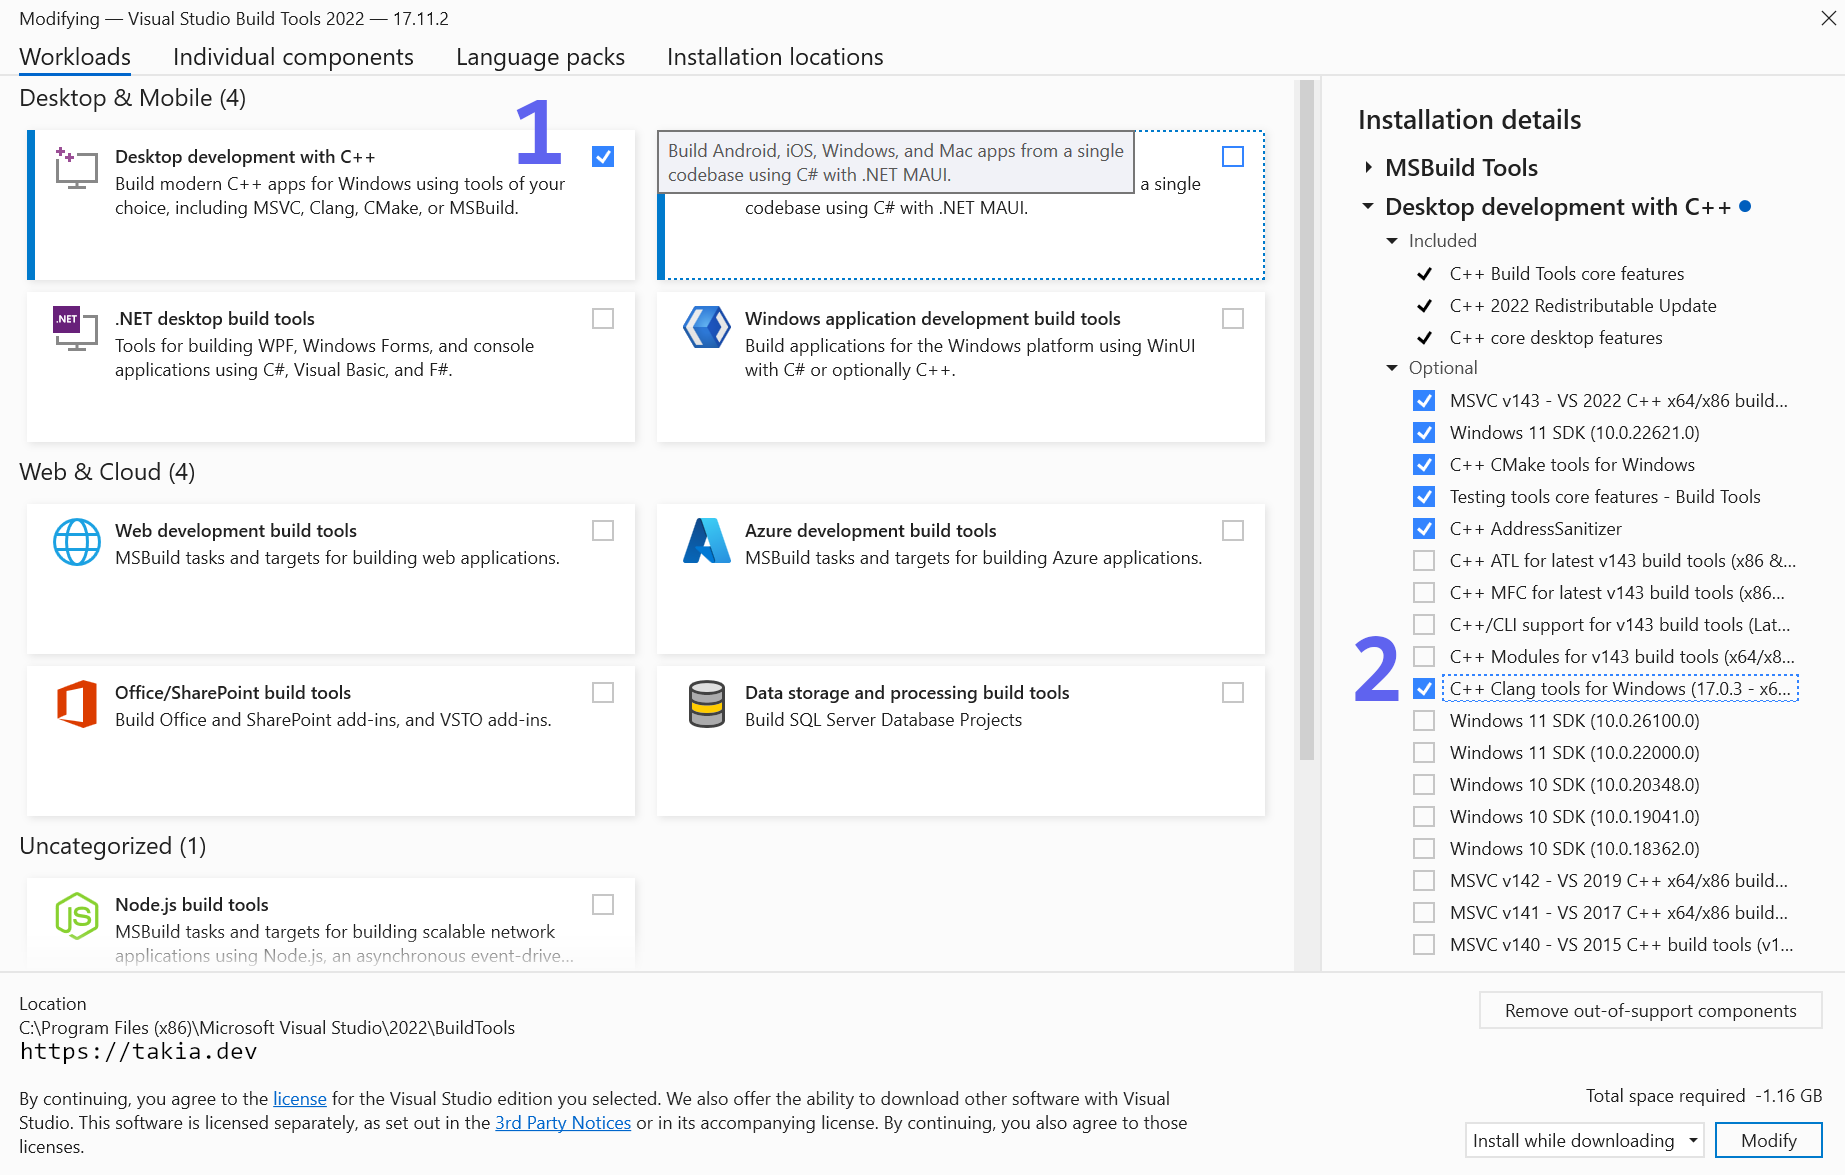 Modifying — Visual Studio Build Tools 2022 — 17.11.2
Workloads
Individual components
Language packs
Installation locations
Desktop & Mobile (4)
1
Desktop development with C++
Build modern C++ apps for Windows using tools of your
choice, including MSVC, Clang, CMake, or MSBuild.
Build Android, iOS, Windows, and Mac apps from a single
codebase using C# with .NET MAUI.
a single
codebase using C# with .NET MAUI.
.NET
.NET desktop build tools
Tools for building WPF, Windows Forms, and console
applications using C#, Visual Basic, and F#.
Windows application development build tools
Build applications for the Windows platform using WinUI
with C# or optionally C++.
Web & Cloud (4)
Web development build tools
MSBuild tasks and targets for building web applications.
Azure development build tools
MSBuild tasks and targets for building Azure applications.
Office/SharePoint build tools
Build Office and SharePoint add-ins, and VSTO add-ins.
Data storage and processing build tools
Build SQL Server Database Projects
Uncategorized (1)
JS
Node.js build tools
MSBuild tasks and targets for building scalable network
applications using Node.js, an asynchronous event-drive...
Installation details
MSBuild Tools
Desktop development with C++
Included
C++ Build Tools core features
C++ 2022 Redistributable Update
C++ core desktop features
Optional
MSVC v143 - VS 2022 C++ x64/x86 build...
Windows 11 SDK (10.0.22621.0)
C++ CMake tools for Windows
Testing tools core features - Build Tools
C++ AddressSanitizer
C++ ATL for latest v143 build tools (x86 &...
C++ MFC for latest v143 build tools (x86...
C++/CLI support for v143 build tools (Lat...
C++ Modules for v143 build tools (x64/x8...
2
C++ Clang tools for Windows (17.0.3 - x6...
Windows 11 SDK (10.0.26100.0)
Windows 11 SDK (10.0.22000.0)
Windows 10 SDK (10.0.20348.0)
Windows 10 SDK (10.0.19041.0)
Windows 10 SDK (10.0.18362.0)
MSVC v142 - VS 2019 C++ x64/x86 build...
MSVC v141 - VS 2017 C++ x64/x86 build...
MSVC v140 - VS 2015 C++ build tools (v1...
Location
C:\Program Files (x86)\Microsoft Visual Studio\2022\BuildTools
https://takia.dev
Remove out-of-support components
By continuing, you agree to the license for the Visual Studio edition you selected. We also offer the ability to download other software with Visual
Studio. This software is licensed separately, as set out in the 3rd Party Notices or in its accompanying license. By continuing, you also agree to those
licenses.
Total space required -1.16 GB
Install while downloading
Modify